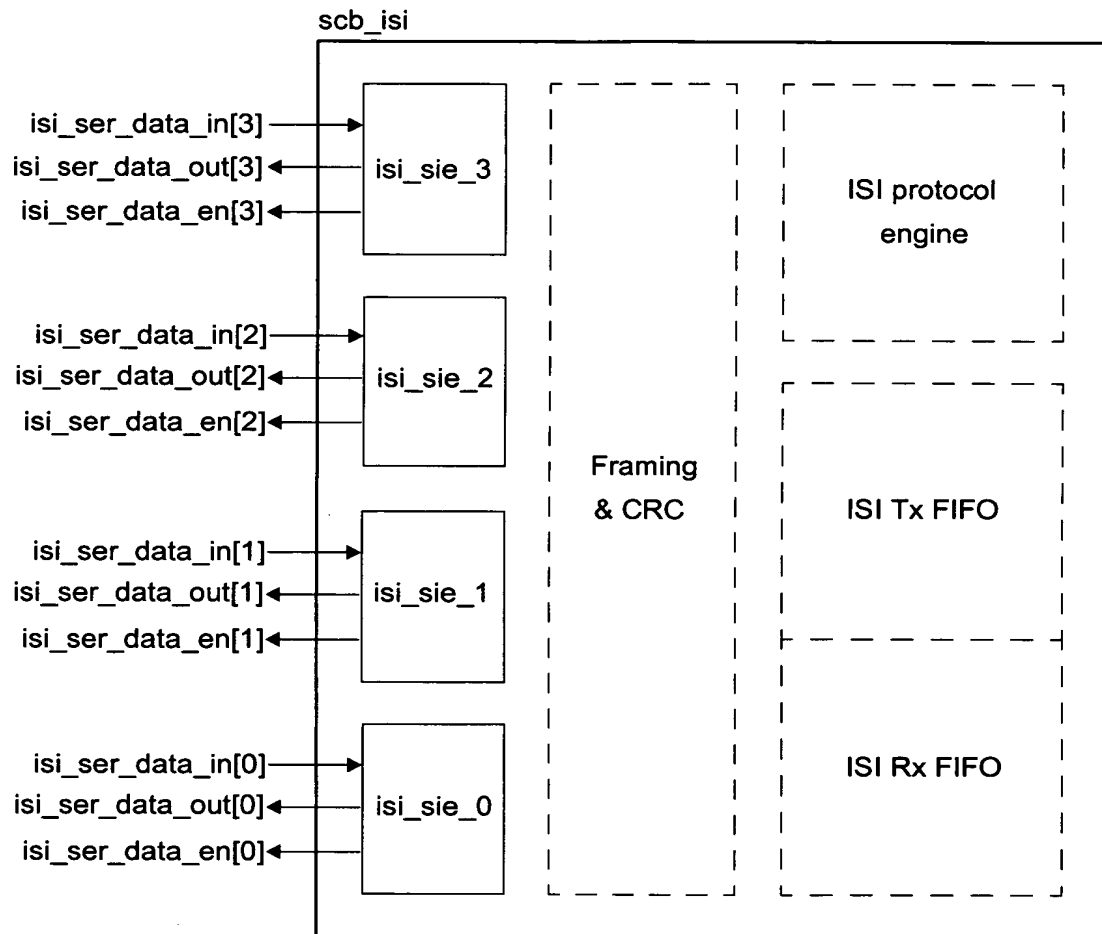 scb_isi
isi_ser_data_in[3]
isi_ser_data_out[3]
isi_ser_data_en[3]
isi_sie_3
ISI protocol
engine
isi_ser_data_in[2]
isi_ser_data_out[2]
isi_ser_data_en[2]
isi_sie_2
Framing
& CRC
ISI Tx FIFO
isi_ser_data_in[1]
isi_ser_data_out[1]
isi_ser_data_en[1]
isi_sie_1
isi_ser_data_in[0]
isi_ser_data_out[0]
isi_ser_data_en[0]
isi_sie_0
ISI Rx FIFO